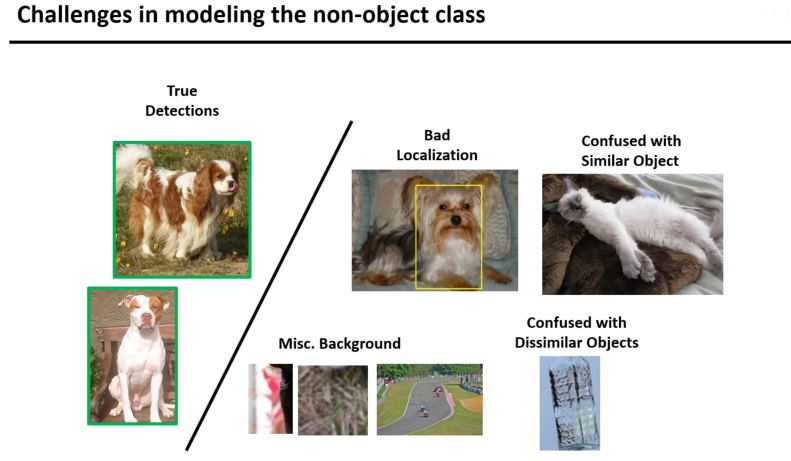 Challenges in modeling the non-object class
True
Detections
Bad
Localization
Confused with
Similar Object
Misc. Background
Confused with
Dissimilar Objects